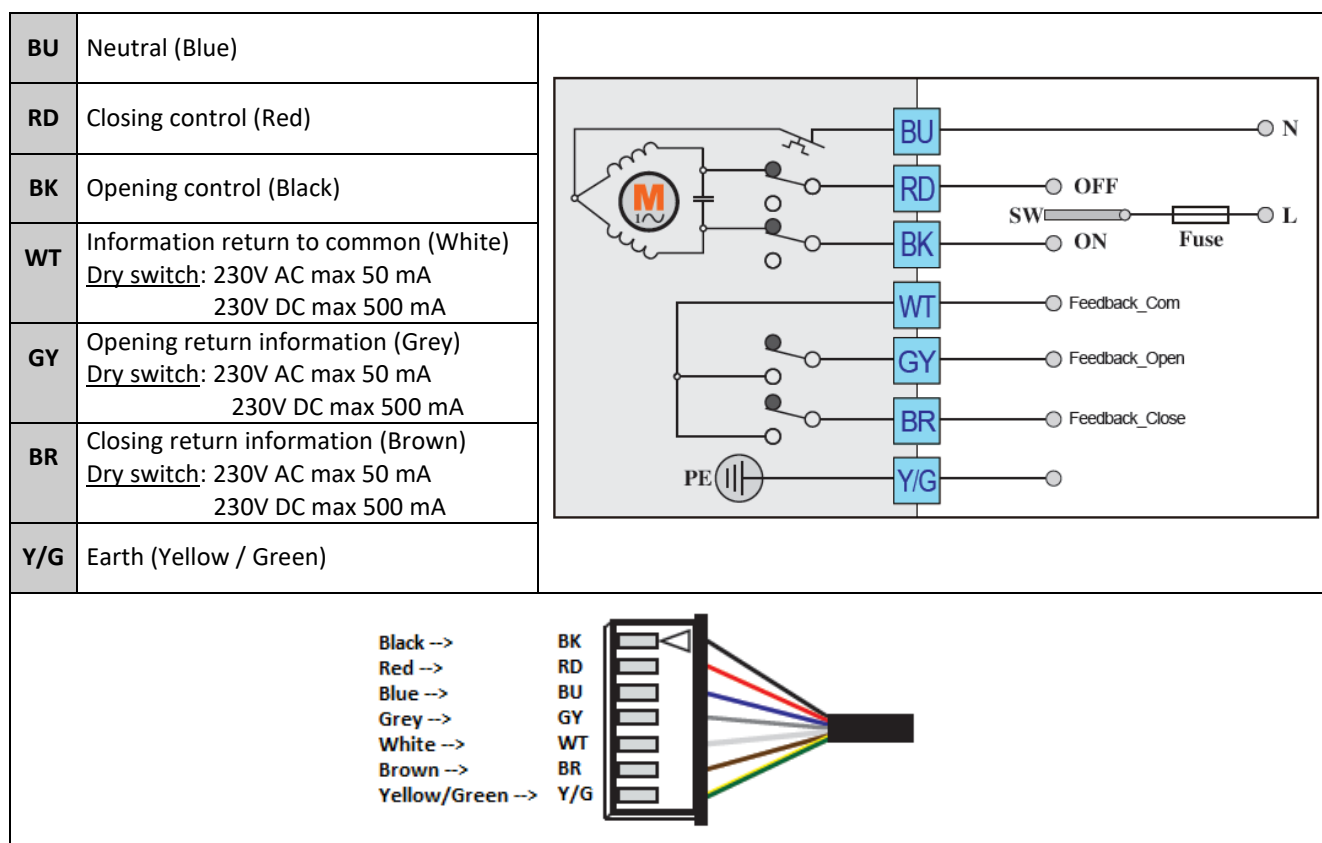 BU Neutral (Blue)
RD Closing control (Red)
BK Opening control (Black)
WT Information return to common (White)
Dry switch: 230V AC max 50 mA
230V DC max 500 mA
GY Opening return information (Grey)
Dry switch: 230V AC max 50 mA
230V DC max 500 mA
BR Closing return information (Brown)
Dry switch: 230V AC max 50 mA
230V DC max 500 mA
Y/G Earth (Yellow / Green)
BU N
M
1
RD OFF
SW L
BK ON Fuse
WT Feedback_Com
GY Feedback_Open
BR Feedback_Close
PE Y/G
Black --> BK
Red --> RD
Blue --> BU
Grey --> GY
White --> WT
Brown --> BR
Yellow/Green --> Y/G